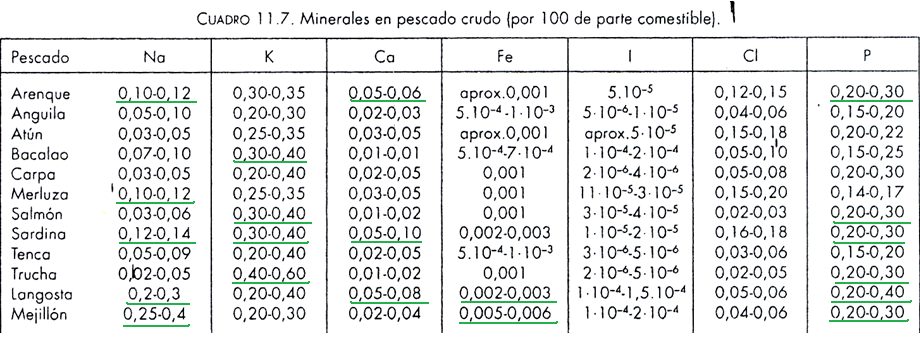 CUADRO 11.7. Minerales en pescado crudo (por 100 de parte comestible).
Pescado Na K Ca Fe I Cl P
Arenque 0,10-0,12 0,30-0,35 0,05-0,06 aprox.0,001 5.10⁻⁵ 0,12-0,15 0,20-0,30
Anguila 0,05-0,10 0,20-0,30 0,02-0,03 5.10⁻⁴-1·10⁻³ 5·10⁻⁶-1·10⁻⁵ 0,04-0,06 0,15-0,20
Atún 0,03-0,05 0,25-0,35 0,03-0,05 aprox.0,001 aprox.5·10⁻⁵ 0,15-0,18 0,20-0,22
Bacalao 0,07-0,10 0,30-0,40 0,01-0,01 5.10⁻⁴-7·10⁻⁴ 1·10⁻⁴-2·10⁻⁴ 0,05-0,10 0,15-0,25
Carpa 0,03-0,05 0,20-0,40 0,02-0,05 0,001 2·10⁻⁶-4·10⁻⁶ 0,05-0,08 0,20-0,30
Merluza 0,10-0,12 0,25-0,35 0,03-0,05 0,001 11·10⁻⁵-3·10⁻⁵ 0,15-0,20 0,14-0,17
Salmón 0,03-0,06 0,30-0,40 0,01-0,02 0,001 3·10⁻⁵-4·10⁻⁵ 0,02-0,03 0,20-0,30
Sardina 0,12-0,14 0,30-0,40 0,05-0,10 0,002-0,003 1·10⁻⁵-2·10⁻⁵ 0,16-0,18 0,20-0,30
Tenca 0,05-0,09 0,20-0,40 0,02-0,05 5.10⁻⁴-1·10⁻³ 3·10⁻⁶-5·10⁻⁶ 0,03-0,06 0,15-0,20
Trucha 0,02-0,05 0,40-0,60 0,01-0,02 0,001 2·10⁻⁶-5·10⁻⁶ 0,02-0,05 0,20-0,30
Langosta 0,2-0,3 0,20-0,40 0,05-0,08 0,002-0,003 1·10⁻⁴-1,5.10⁻⁴ 0,05-0,06 0,20-0,40
Mejillón 0,25-0,4 0,20-0,30 0,02-0,04 0,005-0,006 1·10⁻⁴-2·10⁻⁴ 0,04-0,06 0,20-0,30